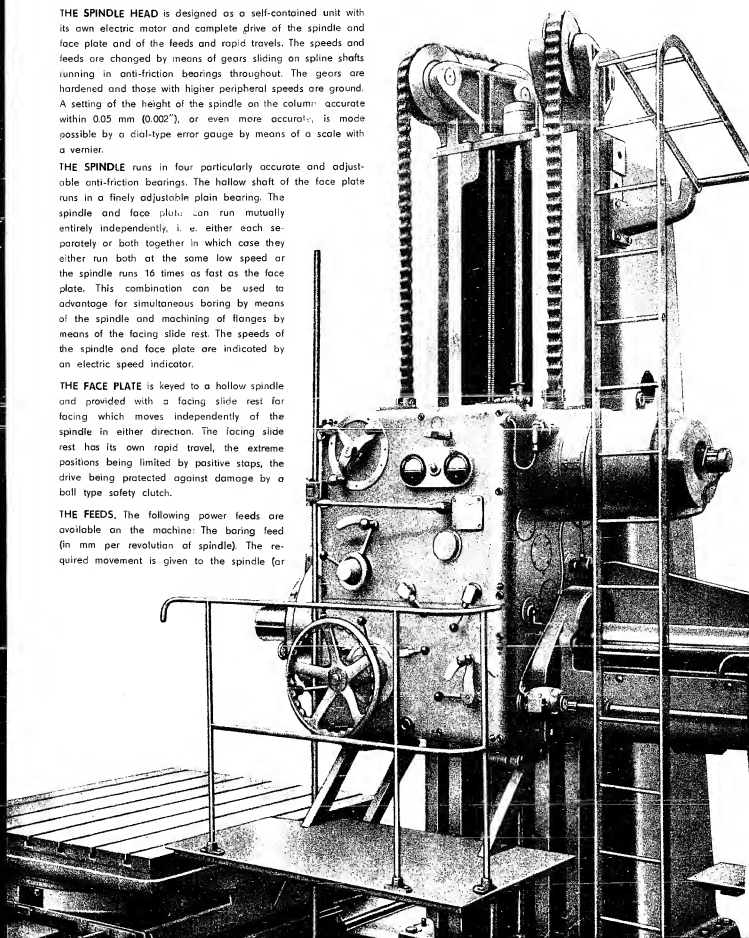 THE SPINDLE HEAD is designed as a self-contained unit with
its own electric motor and complete drive of the spindle and
face plate and of the feeds and rapid travels. The speeds and
feeds are changed by means of gears sliding on spline shafts
running in anti-friction bearings throughout. The gears are
hardened and those with higher peripheral speeds are ground.
A setting of the height of the spindle on the column accurate
within 0.05 mm (0.002″), or even more accurate, is made
possible by a dial-type error gauge by means of a scale with
a vernier.
THE SPINDLE runs in four particularly accurate and adjust-
able anti-friction bearings. The hollow shaft of the face plate
runs in a finely adjustable plain bearing. The
spindle and face plate can run mutually
entirely independently, i. e. either each se-
parately or both together in which case they
either run both at the same low speed or
the spindle runs 16 times as fast as the face
plate. This combination can be used to
advantage for simultaneous boring by means
of the spindle and machining of flanges by
means of the facing slide rest. The speeds of
the spindle and face plate are indicated by
an electric speed indicator.
THE FACE PLATE is keyed to a hollow spindle
and provided with a facing slide rest for
facing which moves independently of the
spindle in either direction. The facing slide
rest has its own rapid travel, the extreme
positions being limited by positive stops, the
drive being protected against damage by a
ball type safety clutch.
THE FEEDS. The following power feeds are
available on the machine: The boring feed
(in mm per revolution of spindle). The re-
quired movement is given to the spindle (or